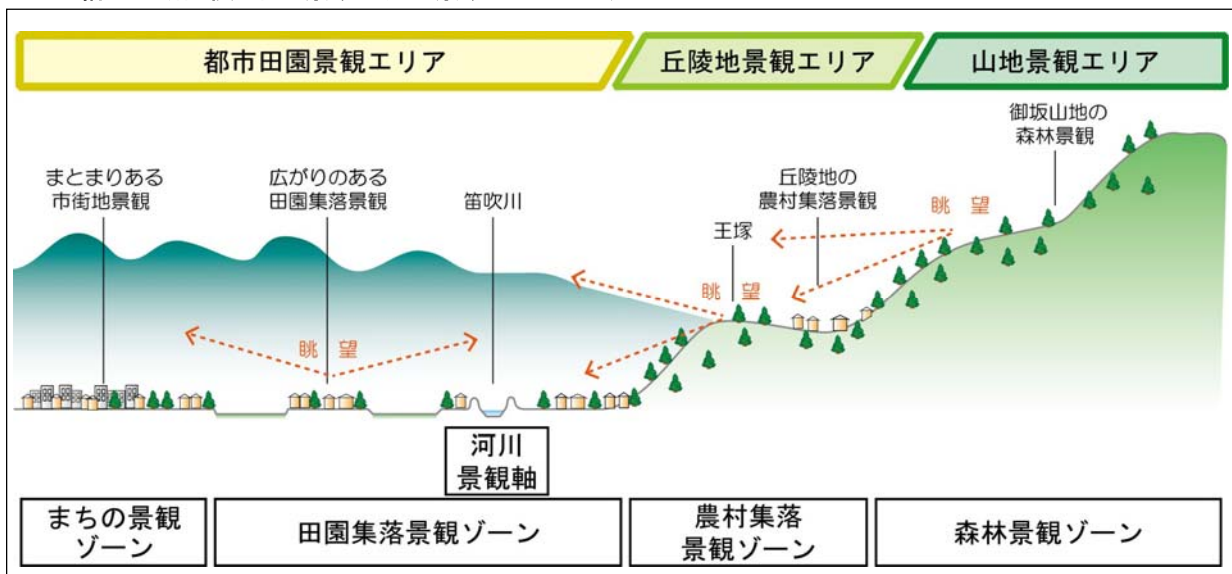 都市田園景観エリア
丘陵地景観エリア
山地景観エリア
御坂山地の
森林景観
まとまりある
市街地景観
広がりのある
田園集落景観
笛吹川
丘陵地の
農村集落景観
王塚
眺望
眺望
眺望
河川
景観軸
まちの景観
ゾーン
田園集落景観ゾーン
農村集落
景観ゾーン
森林景観ゾーン